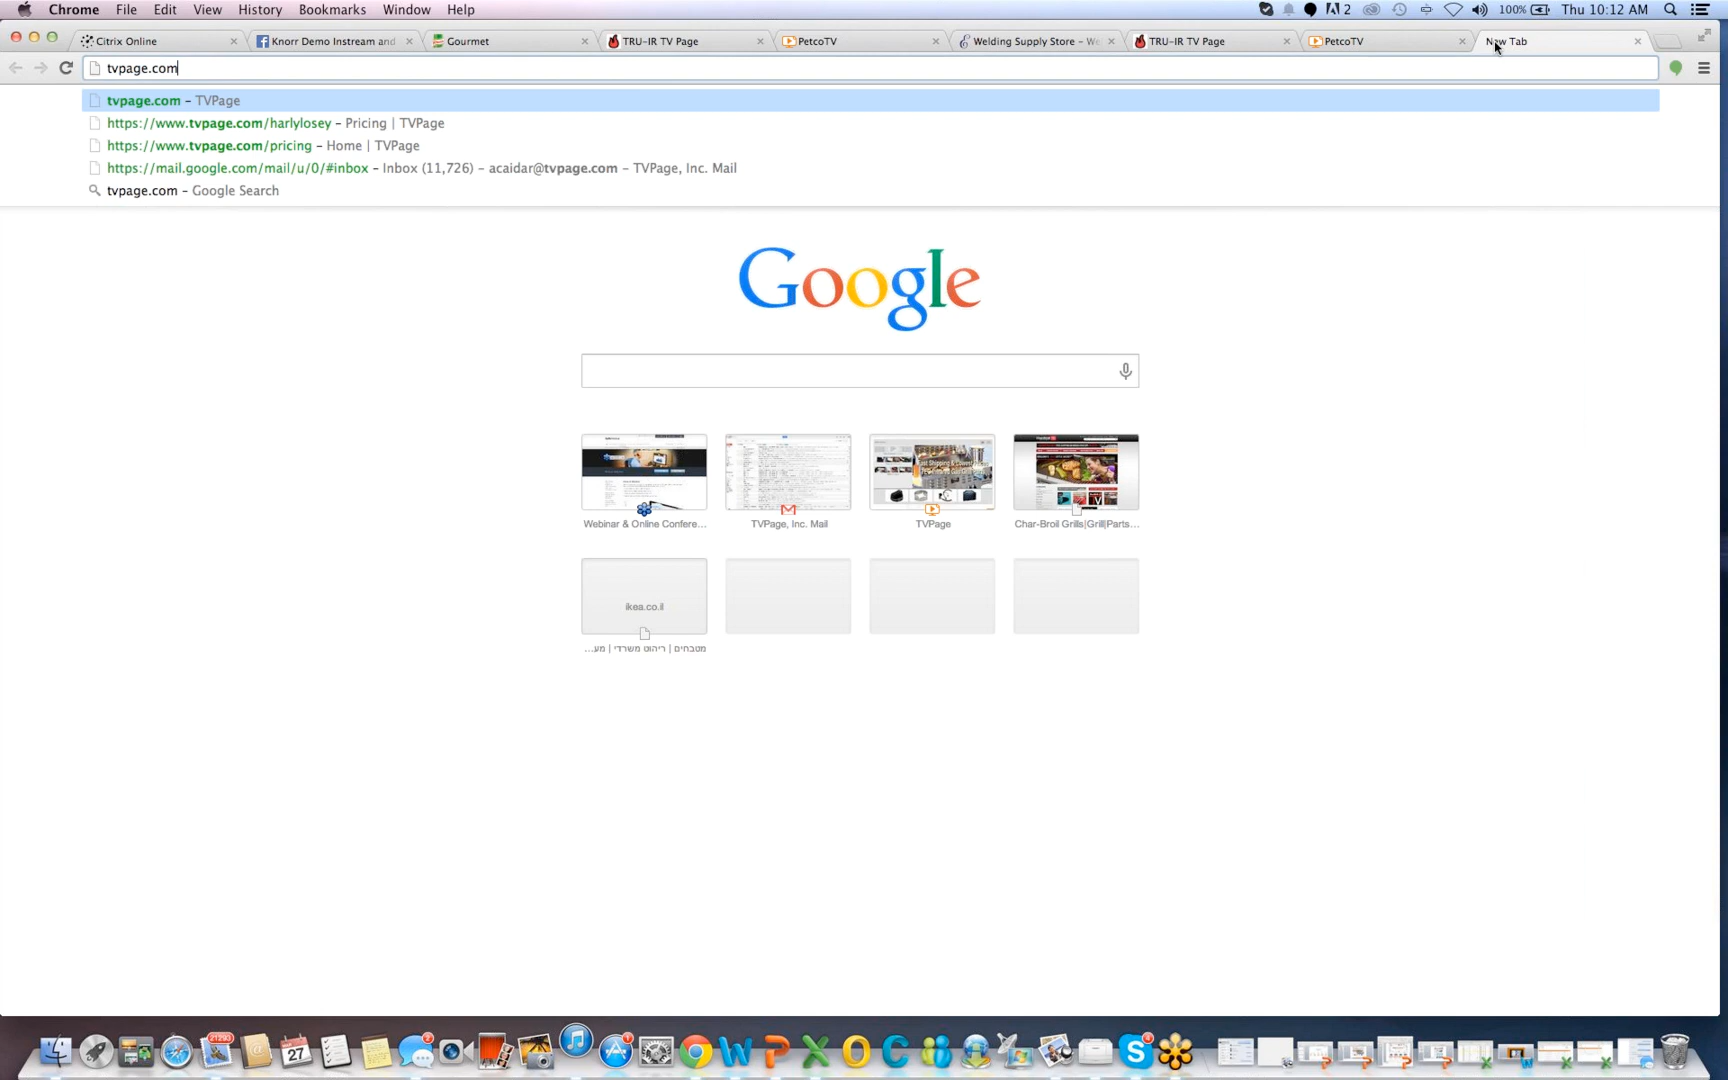 Chrome File Edit View History Bookmarks Window Help 2 100% Thu 10:12 AM
Citrix Online Knorr Demo Instream and Gourmet TRU-IR TV Page PetcoTV Welding Supply Store – We TRU-IR TV Page PetcoTV New Tab
tvpage.com
tvpage.com – TVPage
https://www.tvpage.com/harlylosey – Pricing | TVPage
https://www.tvpage.com/pricing – Home | TVPage
https://mail.google.com/mail/u/0/#inbox – Inbox (11,726) – acaidar@tvpage.com – TVPage, Inc. Mail
tvpage.com – Google Search
Google
Webinar & Online Confere... TVPage, Inc. Mail TVPage Char-Broil Grills|Grill|Parts...
ikea.co.il
מטבחים | ריהוט משרדי | מע...
21293 27 2 1 4